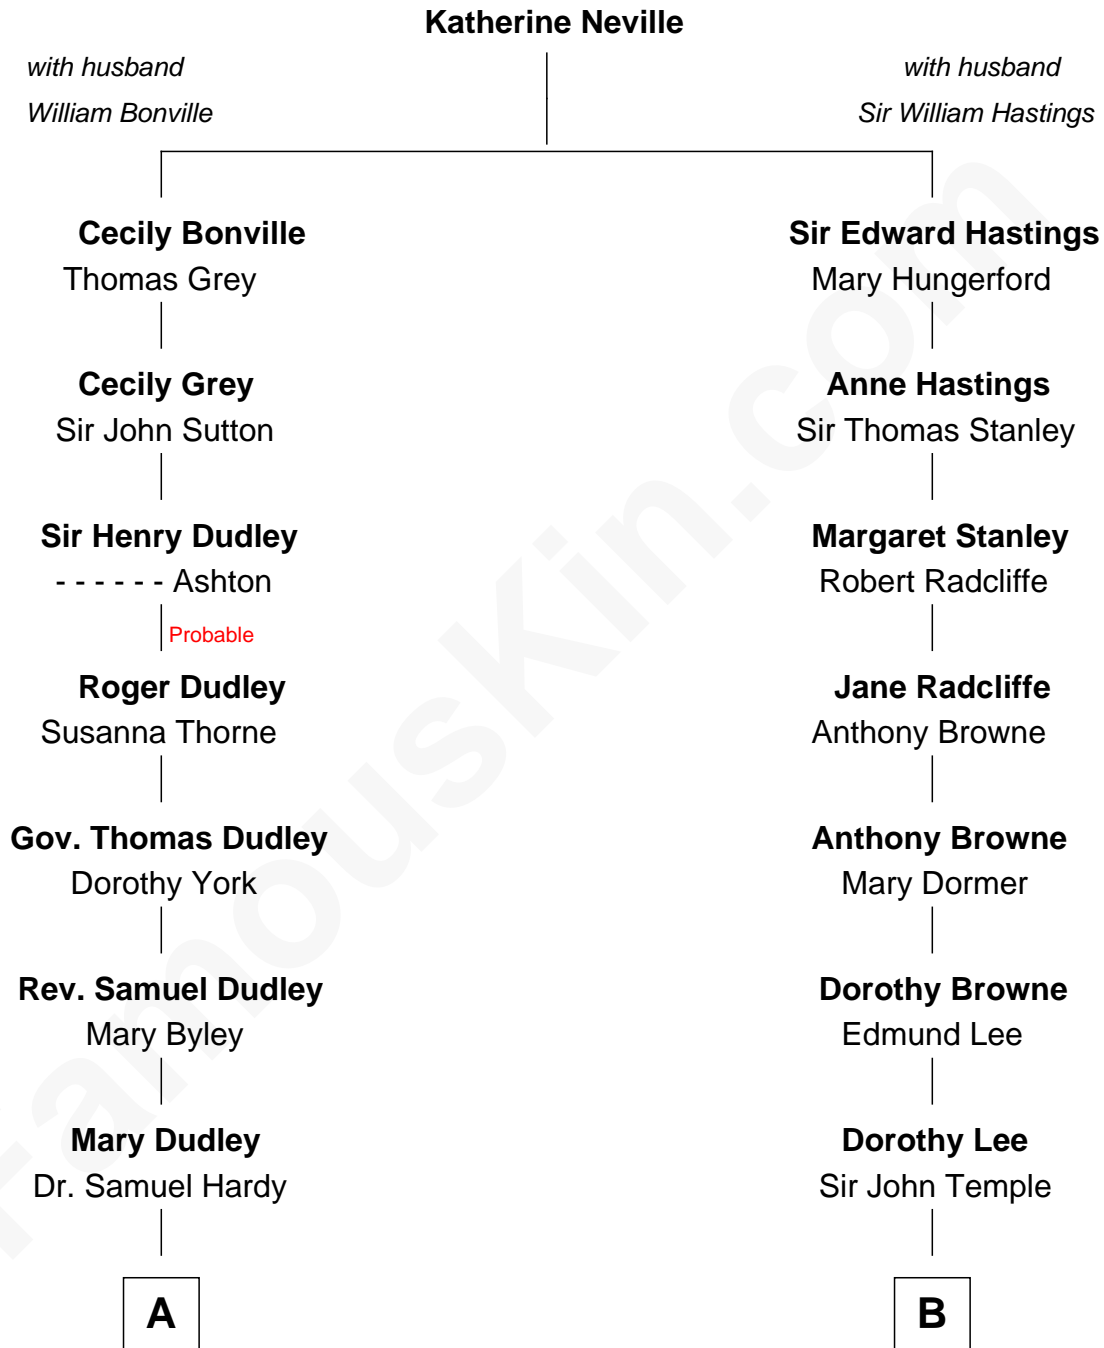 Katherine Neville
with husband
William Bonville
with husband
Sir William Hastings
Cecily Bonville
Thomas Grey
Sir Edward Hastings
Mary Hungerford
Cecily Grey
Sir John Sutton
Anne Hastings
Sir Thomas Stanley
Sir Henry Dudley
- - - - - - Ashton
Margaret Stanley
Robert Radcliffe
Probable
Roger Dudley
Susanna Thorne
Jane Radcliffe
Anthony Browne
Gov. Thomas Dudley
Dorothy York
Anthony Browne
Mary Dormer
Rev. Samuel Dudley
Mary Byley
Dorothy Browne
Edmund Lee
Mary Dudley
Dr. Samuel Hardy
Dorothy Lee
Sir John Temple
A
B
FamousKin.com